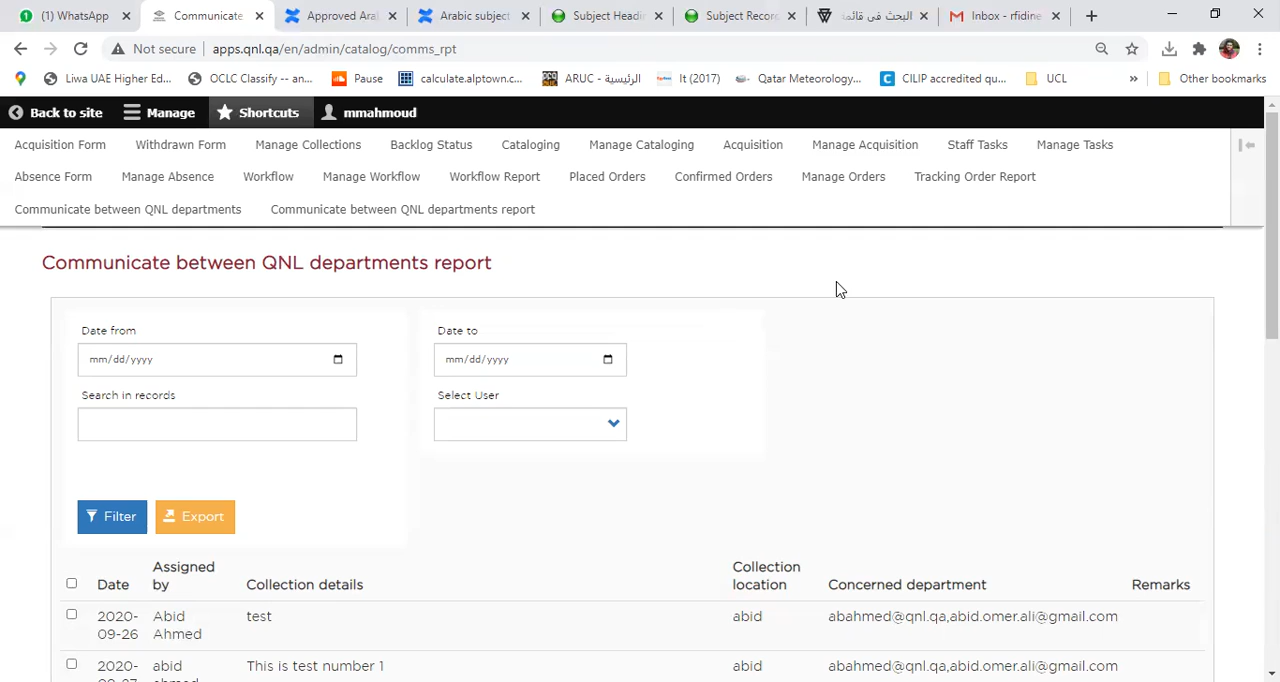 (1) WhatsApp
Communicate
Approved Ara
Arabic subject
Subject Headi
Subject Recor
البحث في قائمة
Inbox - rfidine
Not secure apps.qnl.qa/en/admin/catalog/comms_rpt
Liwa UAE Higher Ed... OCLC Classify -- an... Pause calculate.alptown.c... ARUC - الرئيسية It (2017) Qatar Meteorology... CILIP accredited qu... UCL » Other bookmarks
Back to site Manage Shortcuts mmahmoud
Acquisition Form Withdrawn Form Manage Collections Backlog Status Cataloging Manage Cataloging Acquisition Manage Acquisition Staff Tasks Manage Tasks
Absence Form Manage Absence Workflow Manage Workflow Workflow Report Placed Orders Confirmed Orders Manage Orders Tracking Order Report
Communicate between QNL departments Communicate between QNL departments report
Communicate between QNL departments report
Date from Date to
mm/dd/yyyy mm/dd/yyyy
Search in records Select User
Filter Export
Date Assigned by Collection details Collection location Concerned department Remarks
2020-09-26 Abid Ahmed test abid abahmed@qnl.qa,abid.omer.ali@gmail.com
2020- abid This is test number 1 abid abahmed@qnl.qa,abid.omer.ali@gmail.com